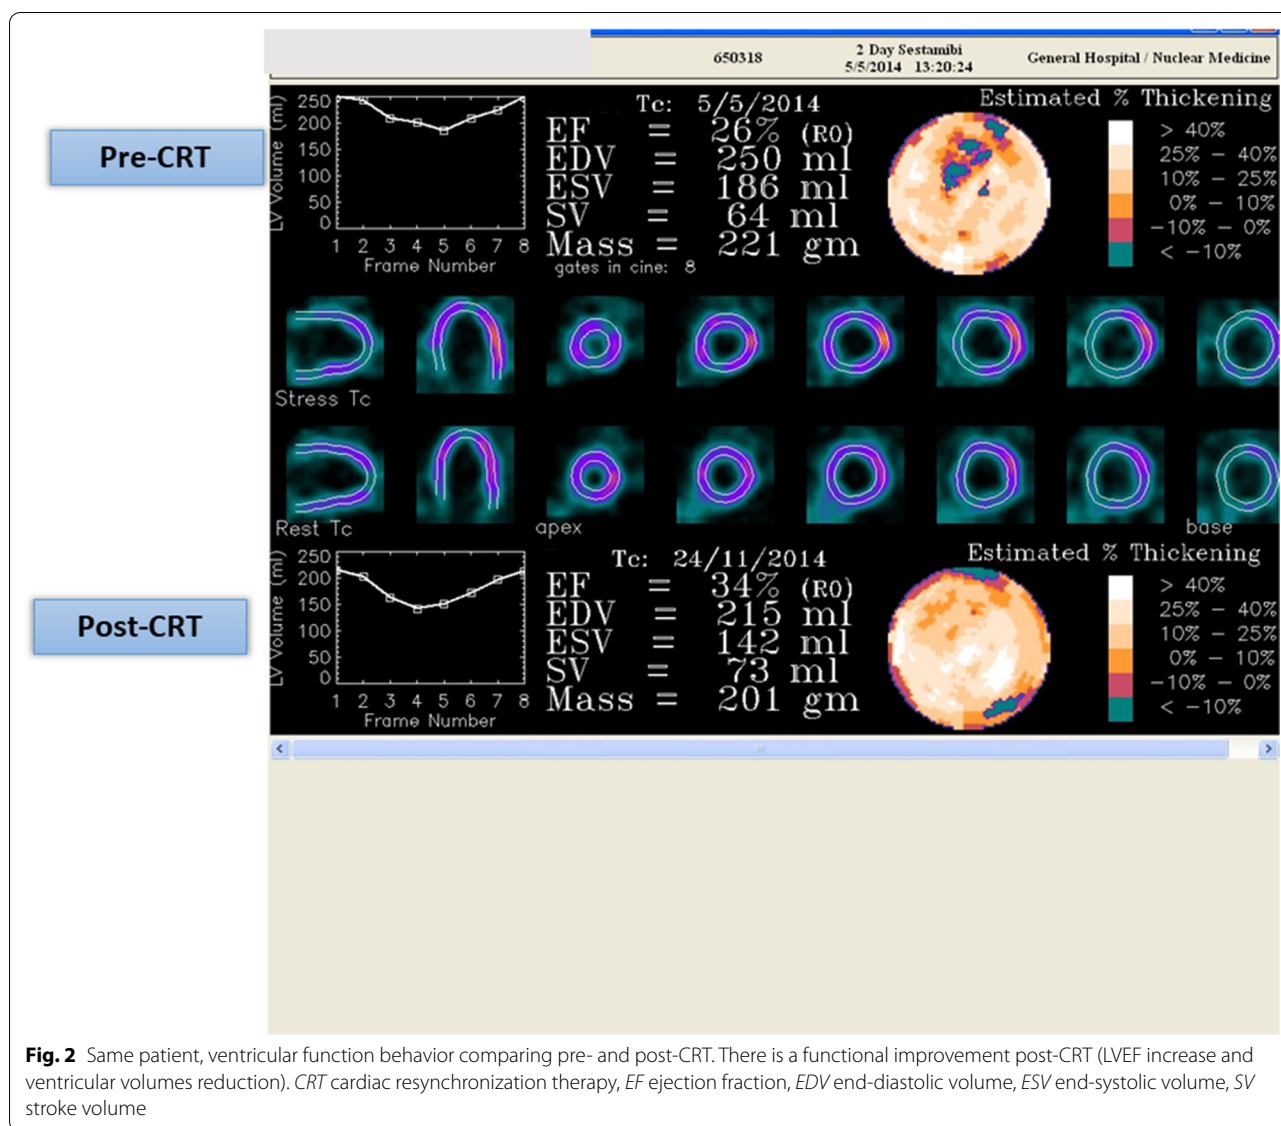 650318
2 Day Sestamibi
5/5/2014 13:20:24
General Hospital / Nuclear Medicine
Pre-CRT
LV Volume (ml)
250
200
150
100
50
0
1 2 3 4 5 6 7 8
Frame Number
Tc: 5/5/2014
EF = 26% (R0)
EDV = 250 ml
ESV = 186 ml
SV = 64 ml
Mass = 221 gm
gates in cine: 8
Estimated % Thickening
> 40%
25% - 40%
10% - 25%
0% - 10%
-10% - 0%
< -10%
Stress Tc
Rest Tc
apex
base
Post-CRT
LV Volume (ml)
250
200
150
100
50
0
1 2 3 4 5 6 7 8
Frame Number
Tc: 24/11/2014
EF = 34% (R0)
EDV = 215 ml
ESV = 142 ml
SV = 73 ml
Mass = 201 gm
Estimated % Thickening
> 40%
25% - 40%
10% - 25%
0% - 10%
-10% - 0%
< -10%
Fig. 2 Same patient, ventricular function behavior comparing pre- and post-CRT. There is a functional improvement post-CRT (LVEF increase and
ventricular volumes reduction). CRT cardiac resynchronization therapy, EF ejection fraction, EDV end-diastolic volume, ESV end-systolic volume, SV
stroke volume